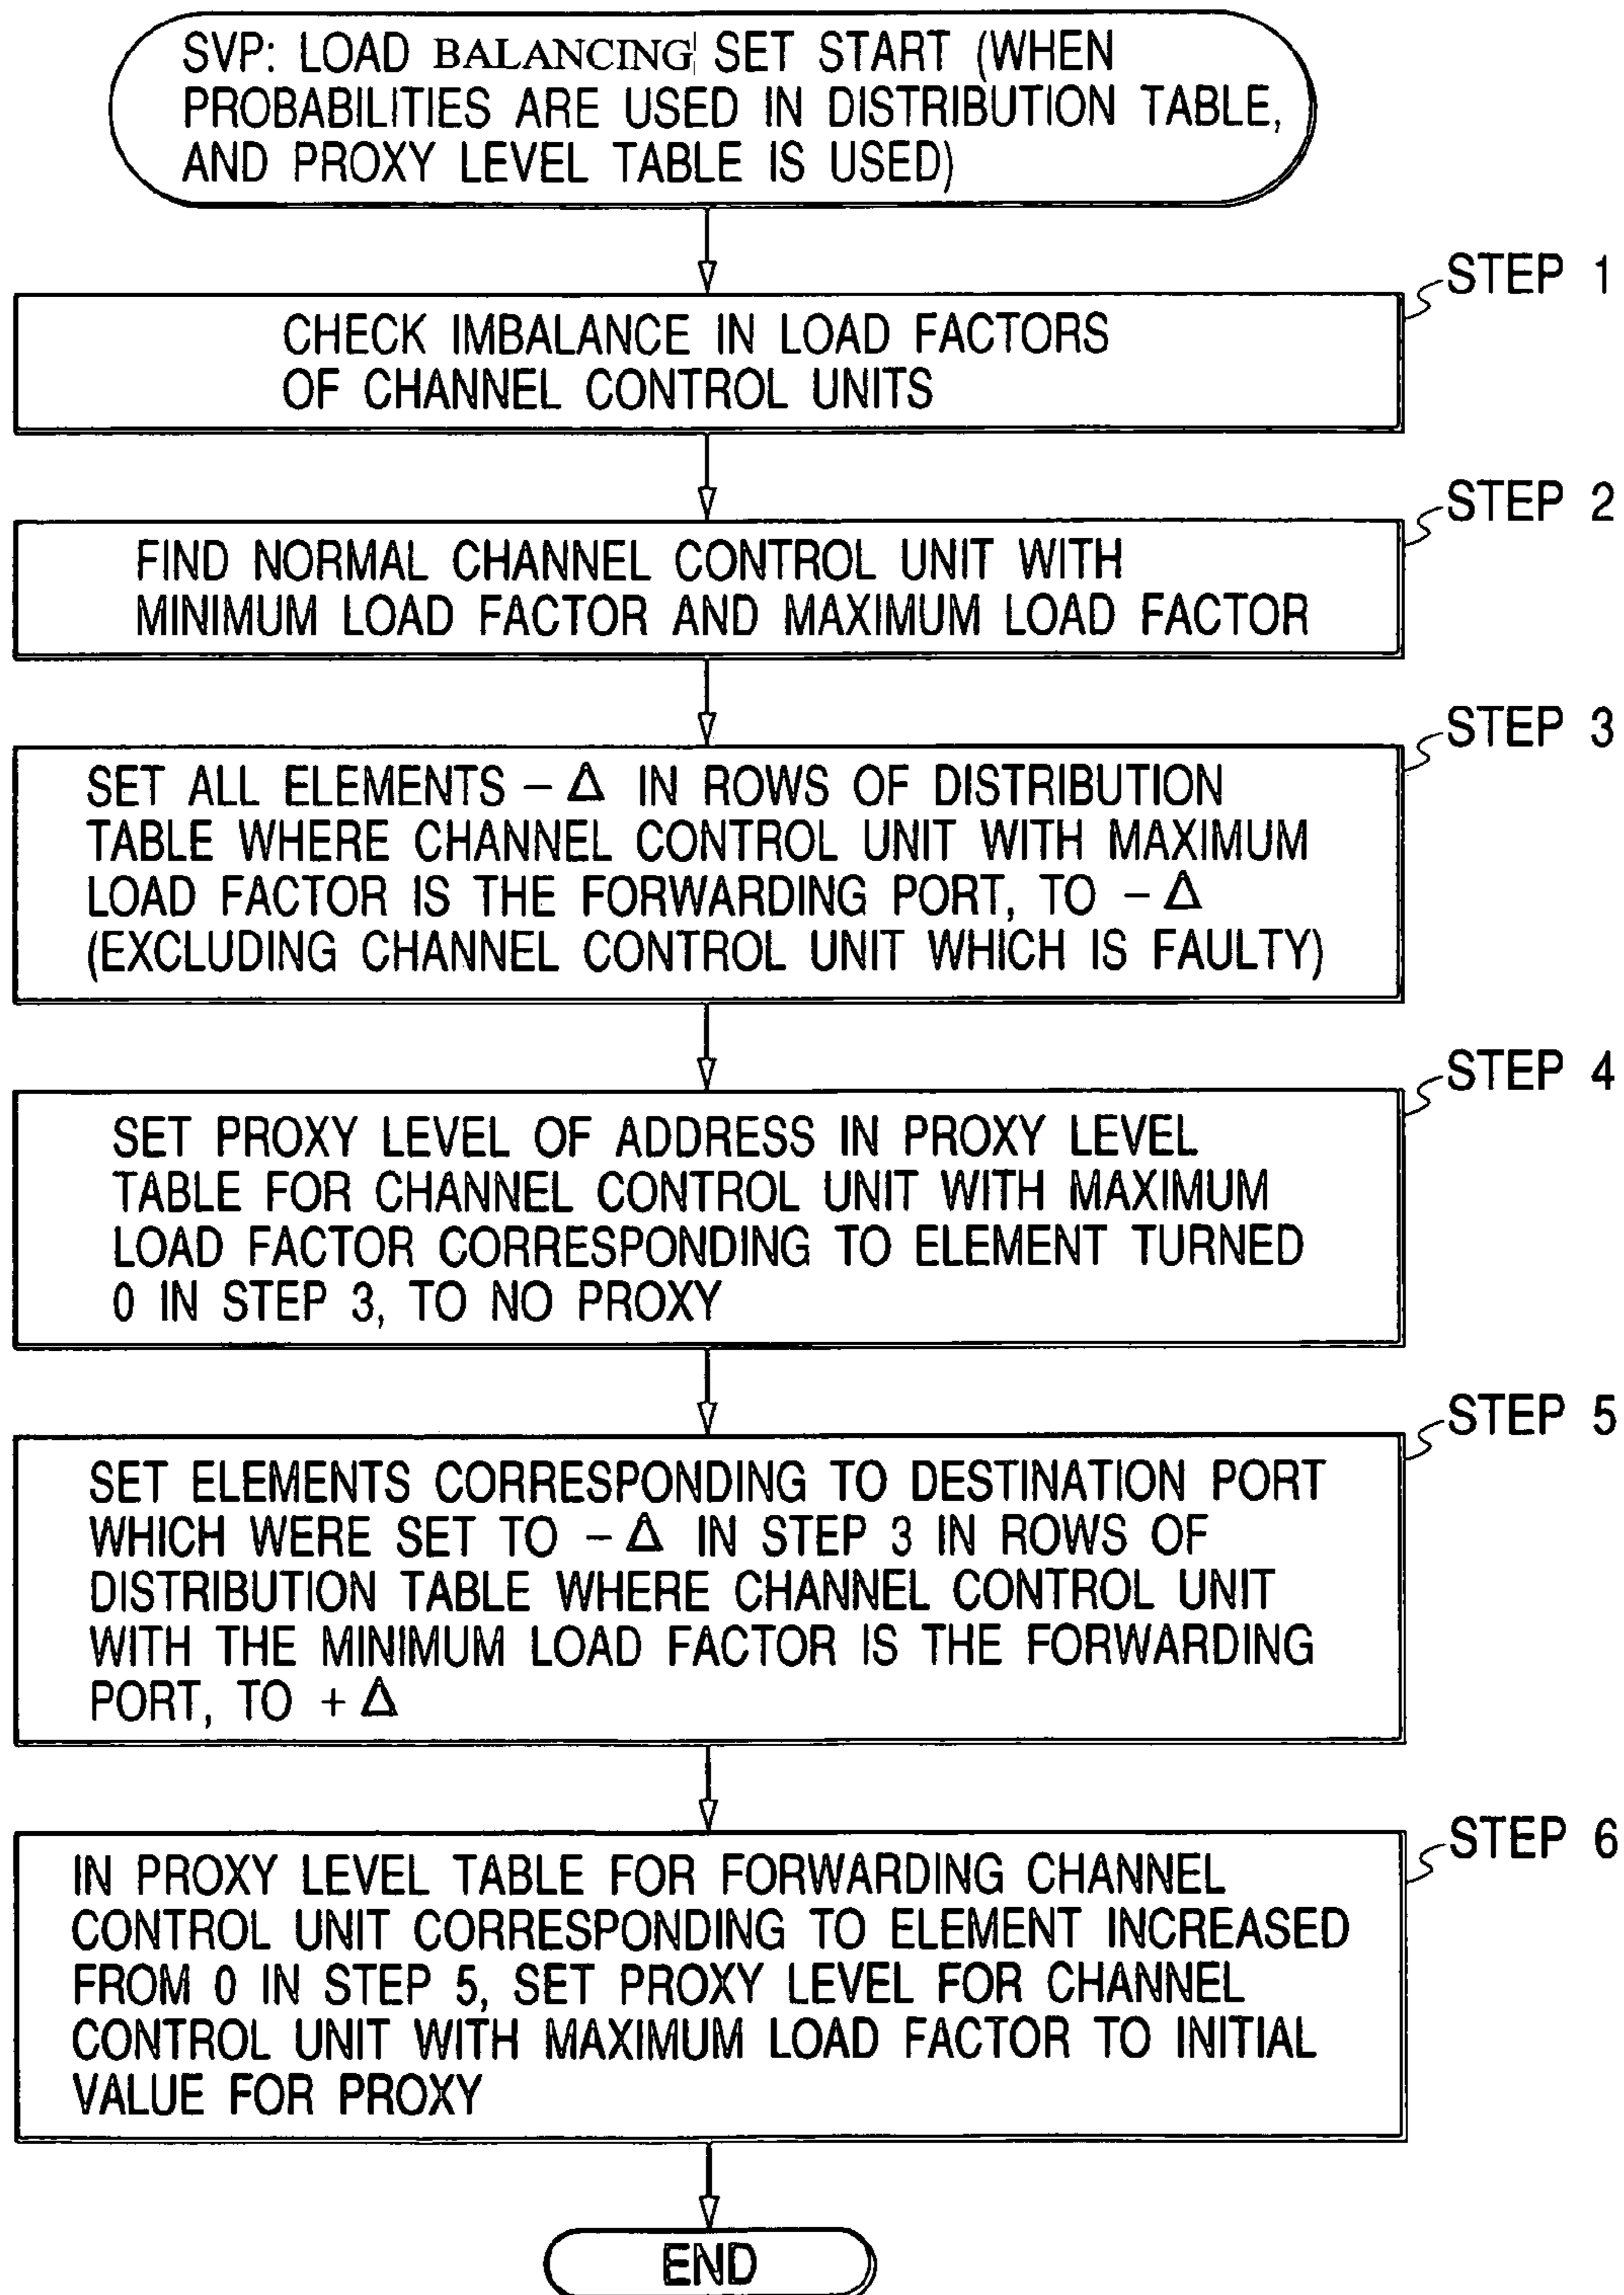 SVP: LOAD BALANCING SET START (WHEN
PROBABILITIES ARE USED IN DISTRIBUTION TABLE,
AND PROXY LEVEL TABLE IS USED)
STEP 1
CHECK IMBALANCE IN LOAD FACTORS
OF CHANNEL CONTROL UNITS
STEP 2
FIND NORMAL CHANNEL CONTROL UNIT WITH
MINIMUM LOAD FACTOR AND MAXIMUM LOAD FACTOR
STEP 3
SET ALL ELEMENTS – Δ IN ROWS OF DISTRIBUTION
TABLE WHERE CHANNEL CONTROL UNIT WITH MAXIMUM
LOAD FACTOR IS THE FORWARDING PORT, TO – Δ
(EXCLUDING CHANNEL CONTROL UNIT WHICH IS FAULTY)
STEP 4
SET PROXY LEVEL OF ADDRESS IN PROXY LEVEL
TABLE FOR CHANNEL CONTROL UNIT WITH MAXIMUM
LOAD FACTOR CORRESPONDING TO ELEMENT TURNED
0 IN STEP 3, TO NO PROXY
STEP 5
SET ELEMENTS CORRESPONDING TO DESTINATION PORT
WHICH WERE SET TO – Δ IN STEP 3 IN ROWS OF
DISTRIBUTION TABLE WHERE CHANNEL CONTROL UNIT
WITH THE MINIMUM LOAD FACTOR IS THE FORWARDING
PORT, TO + Δ
STEP 6
IN PROXY LEVEL TABLE FOR FORWARDING CHANNEL
CONTROL UNIT CORRESPONDING TO ELEMENT INCREASED
FROM 0 IN STEP 5, SET PROXY LEVEL FOR CHANNEL
CONTROL UNIT WITH MAXIMUM LOAD FACTOR TO INITIAL
VALUE FOR PROXY
END